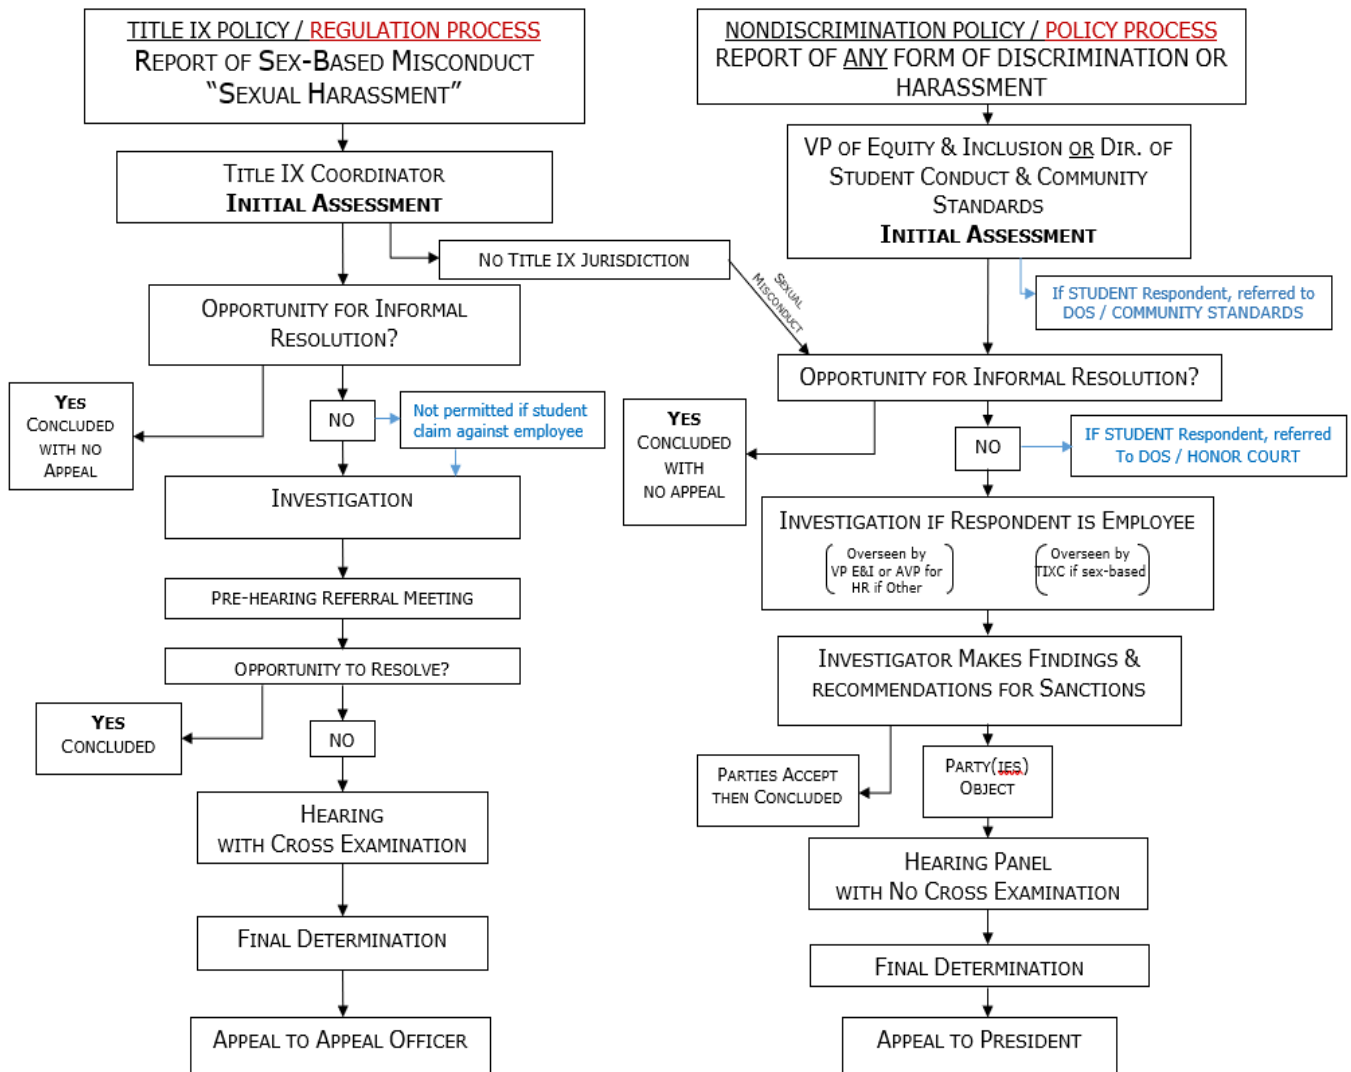 TITLE IX POLICY / REGULATION PROCESS
REPORT OF SEX-BASED MISCONDUCT
“SEXUAL HARASSMENT”
TITLE IX COORDINATOR
INITIAL ASSESSMENT
NO TITLE IX JURISDICTION
SEXUAL
MISCONDUCT
OPPORTUNITY FOR INFORMAL
RESOLUTION?
YES
CONCLUDED
WITH NO
APPEAL
NO
Not permitted if student
claim against employee
INVESTIGATION
PRE-HEARING REFERRAL MEETING
OPPORTUNITY TO RESOLVE?
YES
CONCLUDED
NO
HEARING
WITH CROSS EXAMINATION
FINAL DETERMINATION
APPEAL TO APPEAL OFFICER
NONDISCRIMINATION POLICY / POLICY PROCESS
REPORT OF ANY FORM OF DISCRIMINATION OR
HARASSMENT
VP OF EQUITY & INCLUSION OR DIR. OF
STUDENT CONDUCT & COMMUNITY
STANDARDS
INITIAL ASSESSMENT
If STUDENT Respondent, referred to
DOS / COMMUNITY STANDARDS
OPPORTUNITY FOR INFORMAL RESOLUTION?
YES
CONCLUDED
WITH
NO APPEAL
NO
IF STUDENT Respondent, referred
To DOS / HONOR COURT
INVESTIGATION IF RESPONDENT IS EMPLOYEE
Overseen by
VP E&I or AVP for
HR if Other
Overseen by
TIXC if sex-based
INVESTIGATOR MAKES FINDINGS &
RECOMMENDATIONS FOR SANCTIONS
PARTIES ACCEPT
THEN CONCLUDED
PARTY(IES)
OBJECT
HEARING PANEL
WITH NO CROSS EXAMINATION
FINAL DETERMINATION
APPEAL TO PRESIDENT